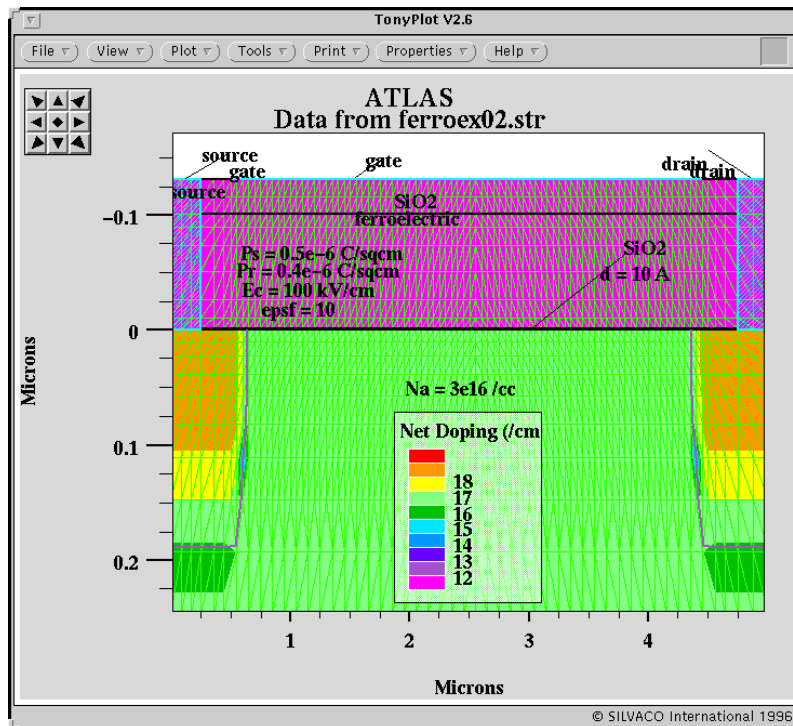 TonyPlot V2.6
File View Plot Tools Print Properties Help
ATLAS
Data from ferroex02.str
source
gate
gate
drain
drain
source
SiO2
ferroelectric
-0.1
Ps = 0.5e-6 C/sqcm
Pr = 0.4e-6 C/sqcm
Ec = 100 kV/cm
epsf = 10
SiO2
d = 10 A
0
Microns
Na = 3e16 /cc
Net Doping (/cm
0.1
18
17
16
15
14
13
12
0.2
1 2 3 4
Microns
© SILVACO International 1996